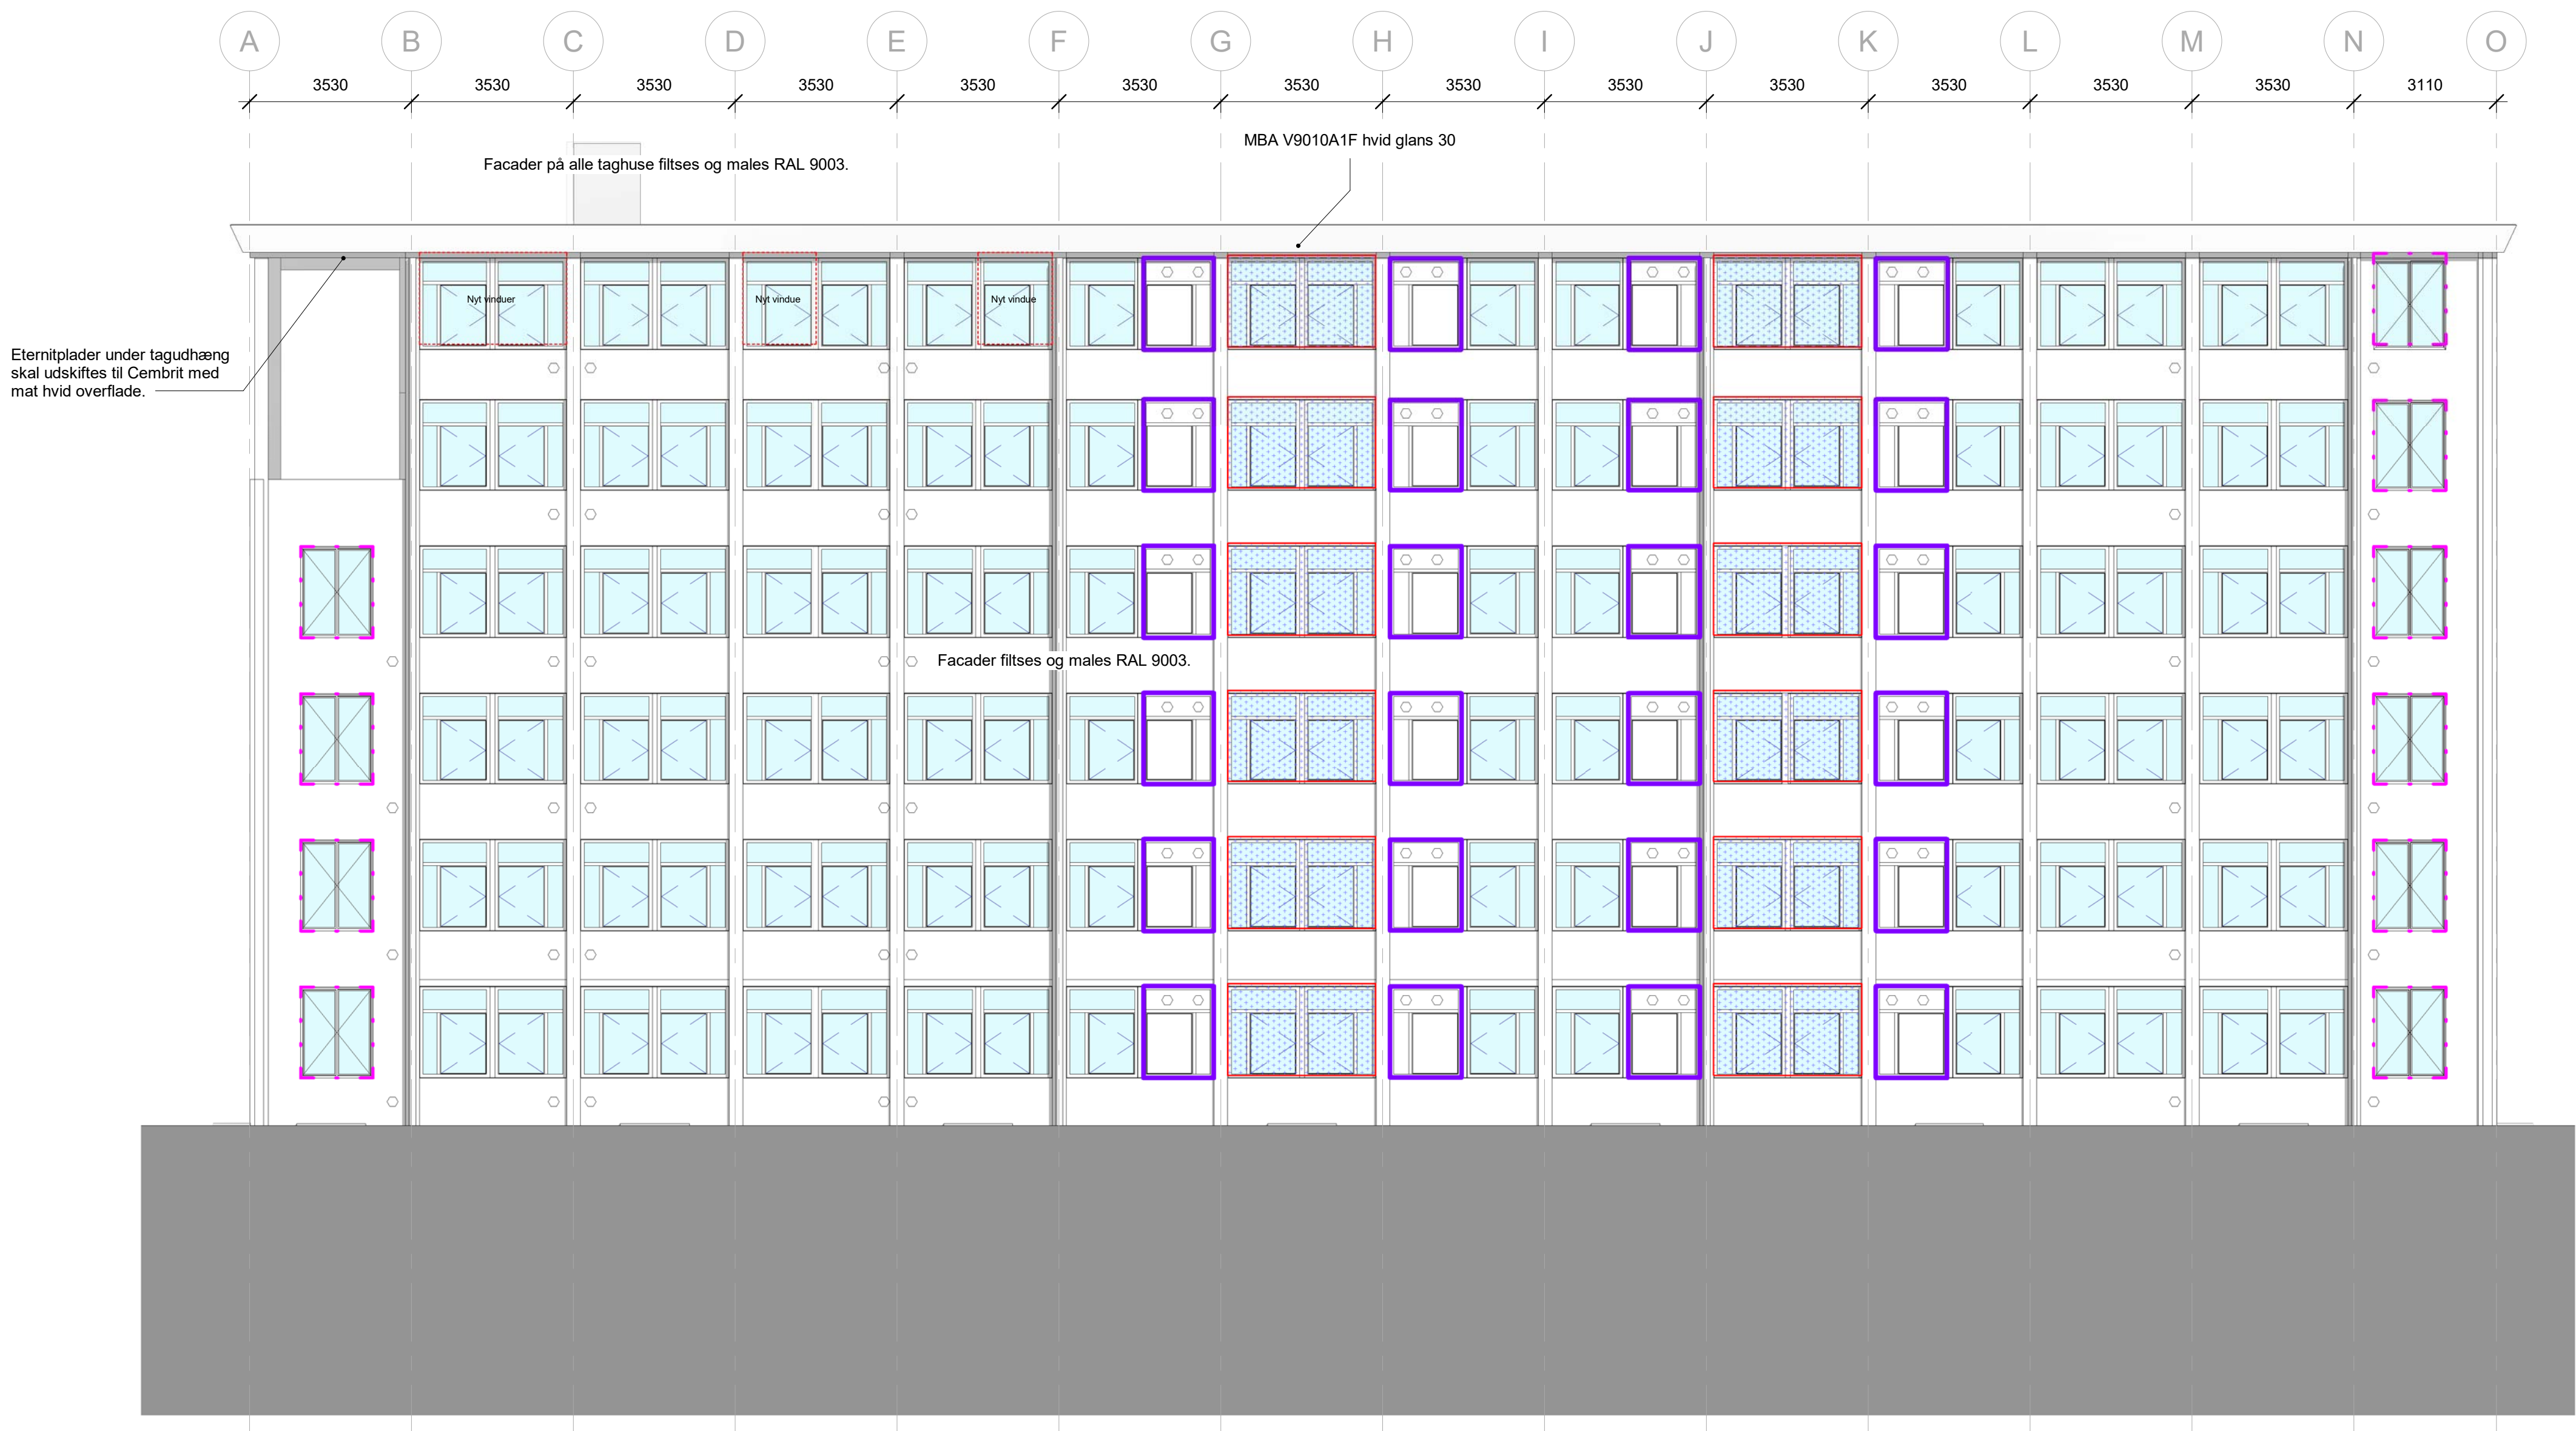 A B C D E F G H I J K L M N O
3530 3530 3530 3530 3530 3530 3530 3530 3530 3530 3530 3530 3530 3110
MBA V9010A1F hvid glans 30
Facader på alle taghuse filtses og males RAL 9003.
Nyt vinduer
Nyt vindue
Nyt vindue
Eternitplader under tagudhæng
skal udskiftes til Cembrit med
mat hvid overflade.
Facader filtses og males RAL 9003.